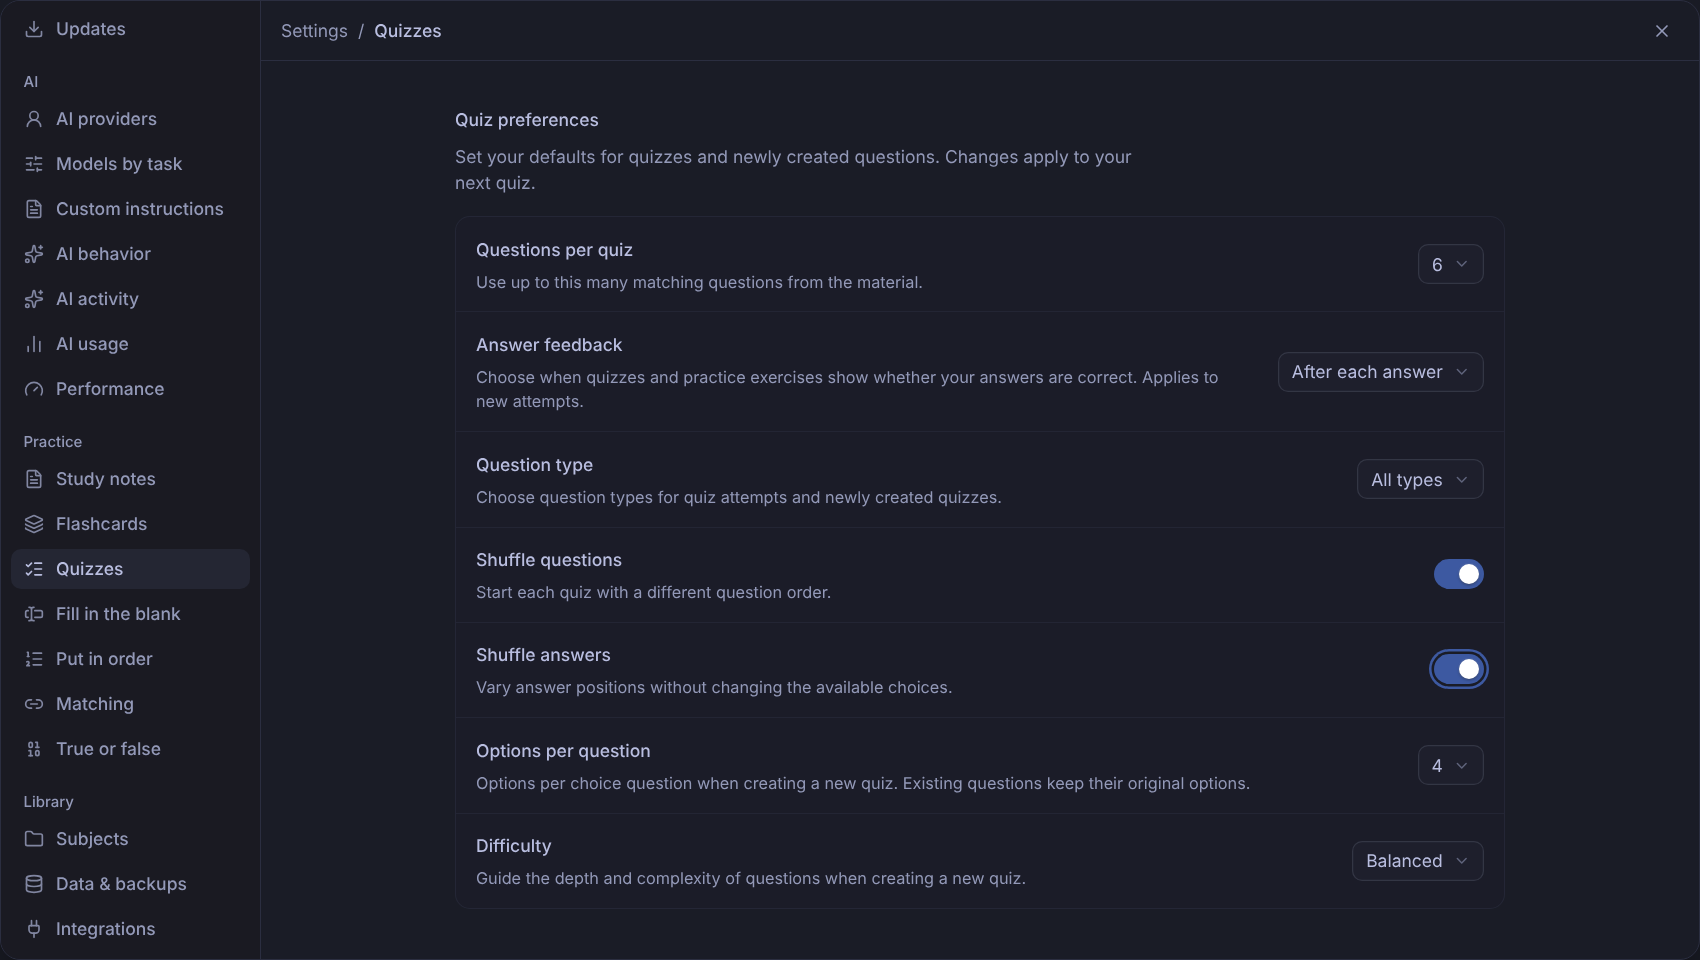 Updates
AI
AI providers
Models by task
Custom instructions
AI behavior
AI activity
AI usage
Performance
Practice
Study notes
Flashcards
Quizzes
Fill in the blank
Put in order
Matching
True or false
Library
Subjects
Data & backups
Integrations
Settings / Quizzes
Quiz preferences
Set your defaults for quizzes and newly created questions. Changes apply to your
next quiz.
Questions per quiz
Use up to this many matching questions from the material.
6
Answer feedback
Choose when quizzes and practice exercises show whether your answers are correct. Applies to
new attempts.
After each answer
Question type
Choose question types for quiz attempts and newly created quizzes.
All types
Shuffle questions
Start each quiz with a different question order.
Shuffle answers
Vary answer positions without changing the available choices.
Options per question
Options per choice question when creating a new quiz. Existing questions keep their original options.
4
Difficulty
Guide the depth and complexity of questions when creating a new quiz.
Balanced